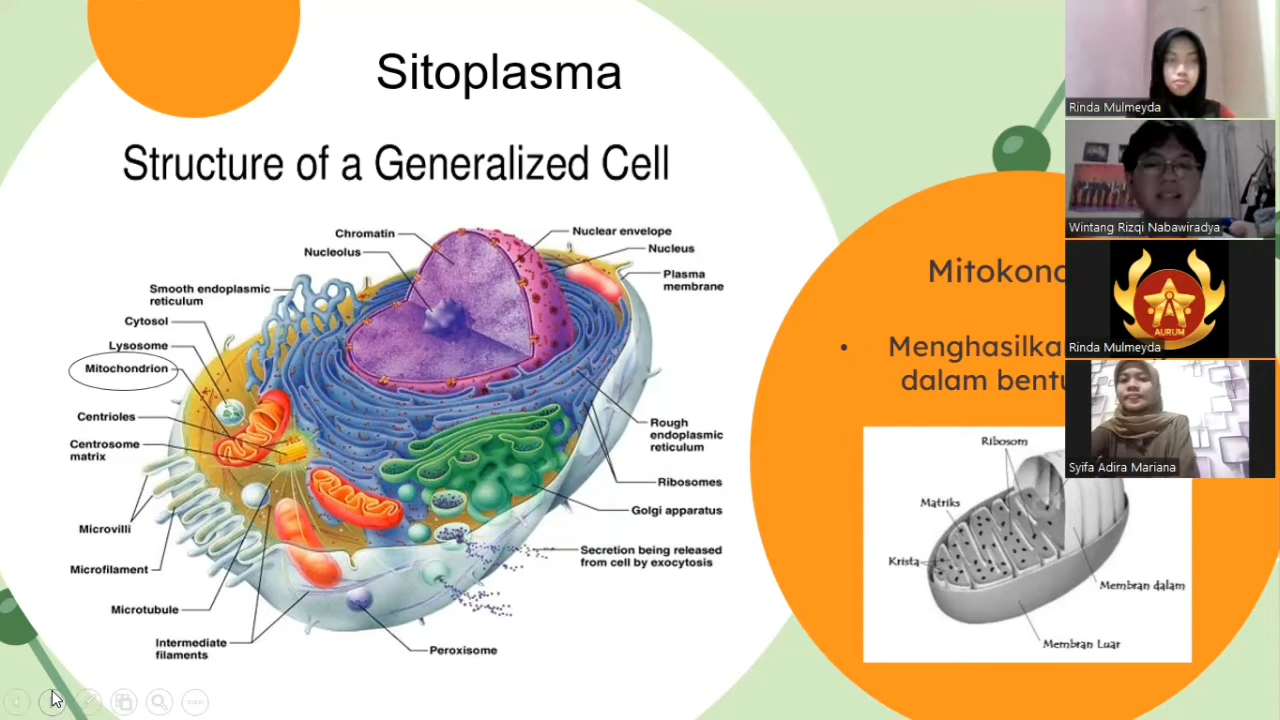 Sitoplasma
Structure of a Generalized Cell
Chromatin
Nucleolus
Smooth endoplasmic
reticulum
Cytosol
Lysosome
Mitochondrion
Centrioles
Centrosome
matrix
Microvilli
Microfilament
Microtubule
Intermediate
filaments
Nuclear envelope
Nucleus
Plasma
membrane
Rough
endoplasmic
reticulum
Ribosomes
Golgi apparatus
Secretion being released
from cell by exocytosis
Peroxisome
Mitokond
Menghasilka
dalam bentu
Ribosom
Matriks
Krista
Membran dalam
Membran Luar
Rinda Mulmeyda
Wintang Rizqi Nabawiradya
AURUM
Rinda Mulmeyda
Syifa Adira Mariana